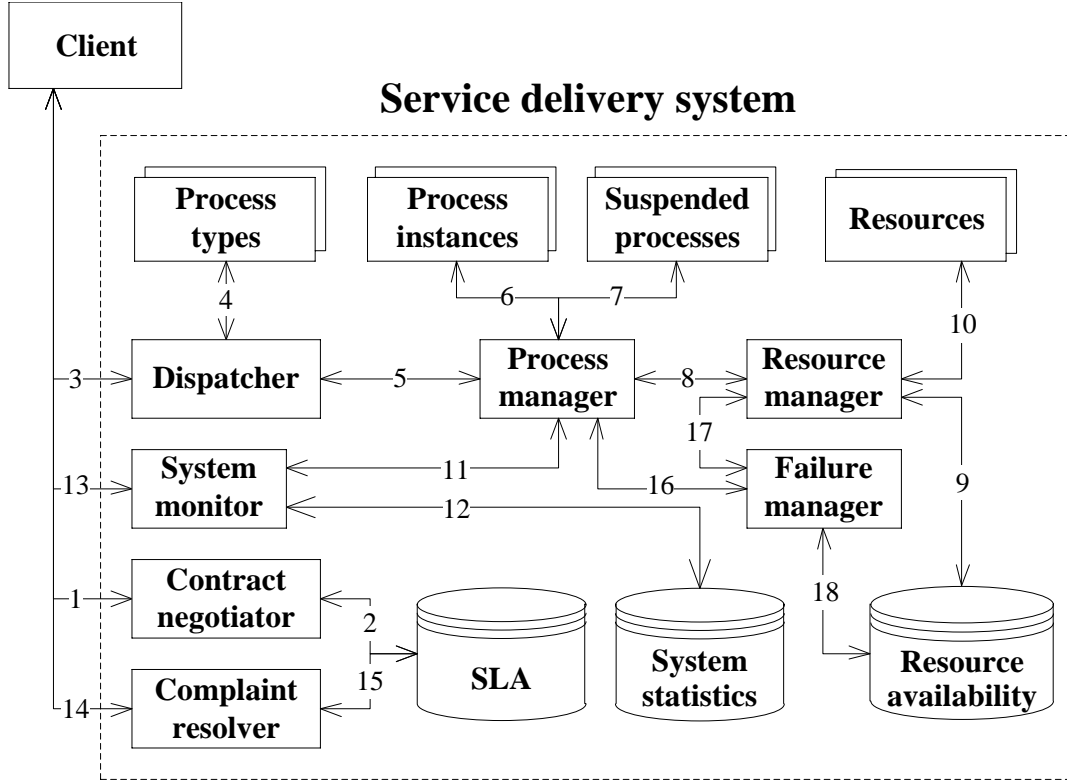 Client
Service delivery system
Process
types
Process
instances
Suspended
processes
Resources
4
6
7
10
3
Dispatcher
5
Process
manager
8
Resource
manager
17
13
System
monitor
11
12
16
Failure
manager
9
1
Contract
negotiator
2
18
SLA
System
statistics
Resource
availability
14
Complaint
resolver
15